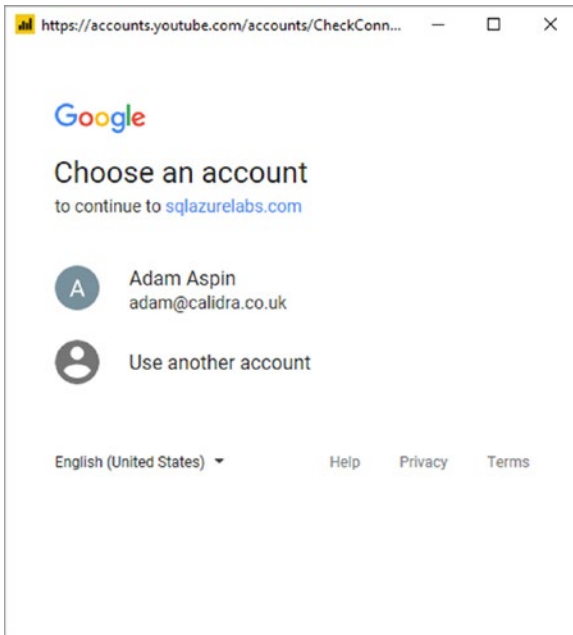 https://accounts.youtube.com/accounts/CheckConn...
Google
Choose an account
to continue to sqlazurelabs.com
A
Adam Aspin
adam@calidra.co.uk
Use another account
English (United States)
Help Privacy Terms